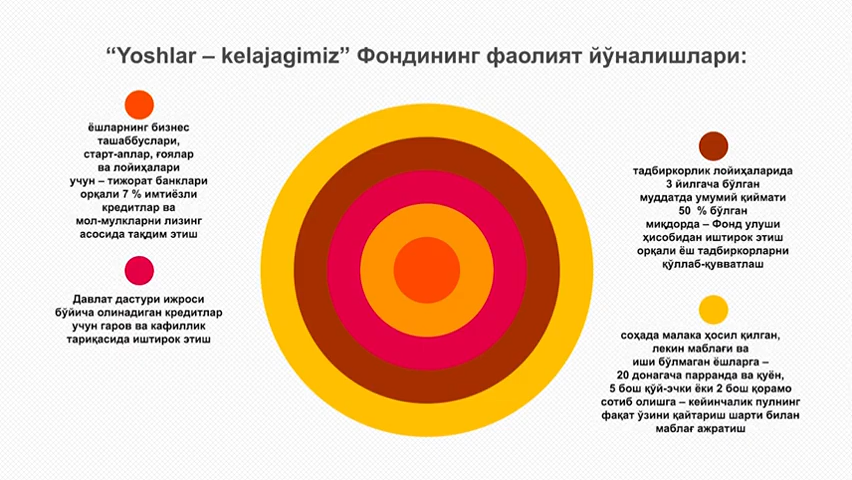 “Yoshlar – kelajagimiz” Фондининг фаолият йўналишлари:
ёшларнинг бизнес
ташаббуслари,
старт-аплар, ғоялар
ва лойиҳалари
учун – тижорат банклари
орқали 7 % имтиёзли
кредитлар ва
мол-мулкларни лизинг
асосида тақдим этиш
Давлат дастури ижроси
бўйича олинадиган кредитлар
учун гаров ва кафиллик
тариқасида иштирок этиш
тадбиркорлик лойиҳаларида
3 йилгача бўлган
муддатда умумий қиймати
50 % бўлган
миқдорда – Фонд улуши
ҳисобидан иштирок этиш
орқали ёш тадбиркорларни
қўллаб-қувватлаш
соҳада малака ҳосил қилган,
лекин маблағи ва
иши бўлмаган ёшларга –
20 донагача парранда ва қуён,
5 бош қўй-эчки ёки 2 бош қорамо
сотиб олишга – кейинчалик пулнинг
фақат ўзини қайтариш шарти билан
маблағ ажратиш